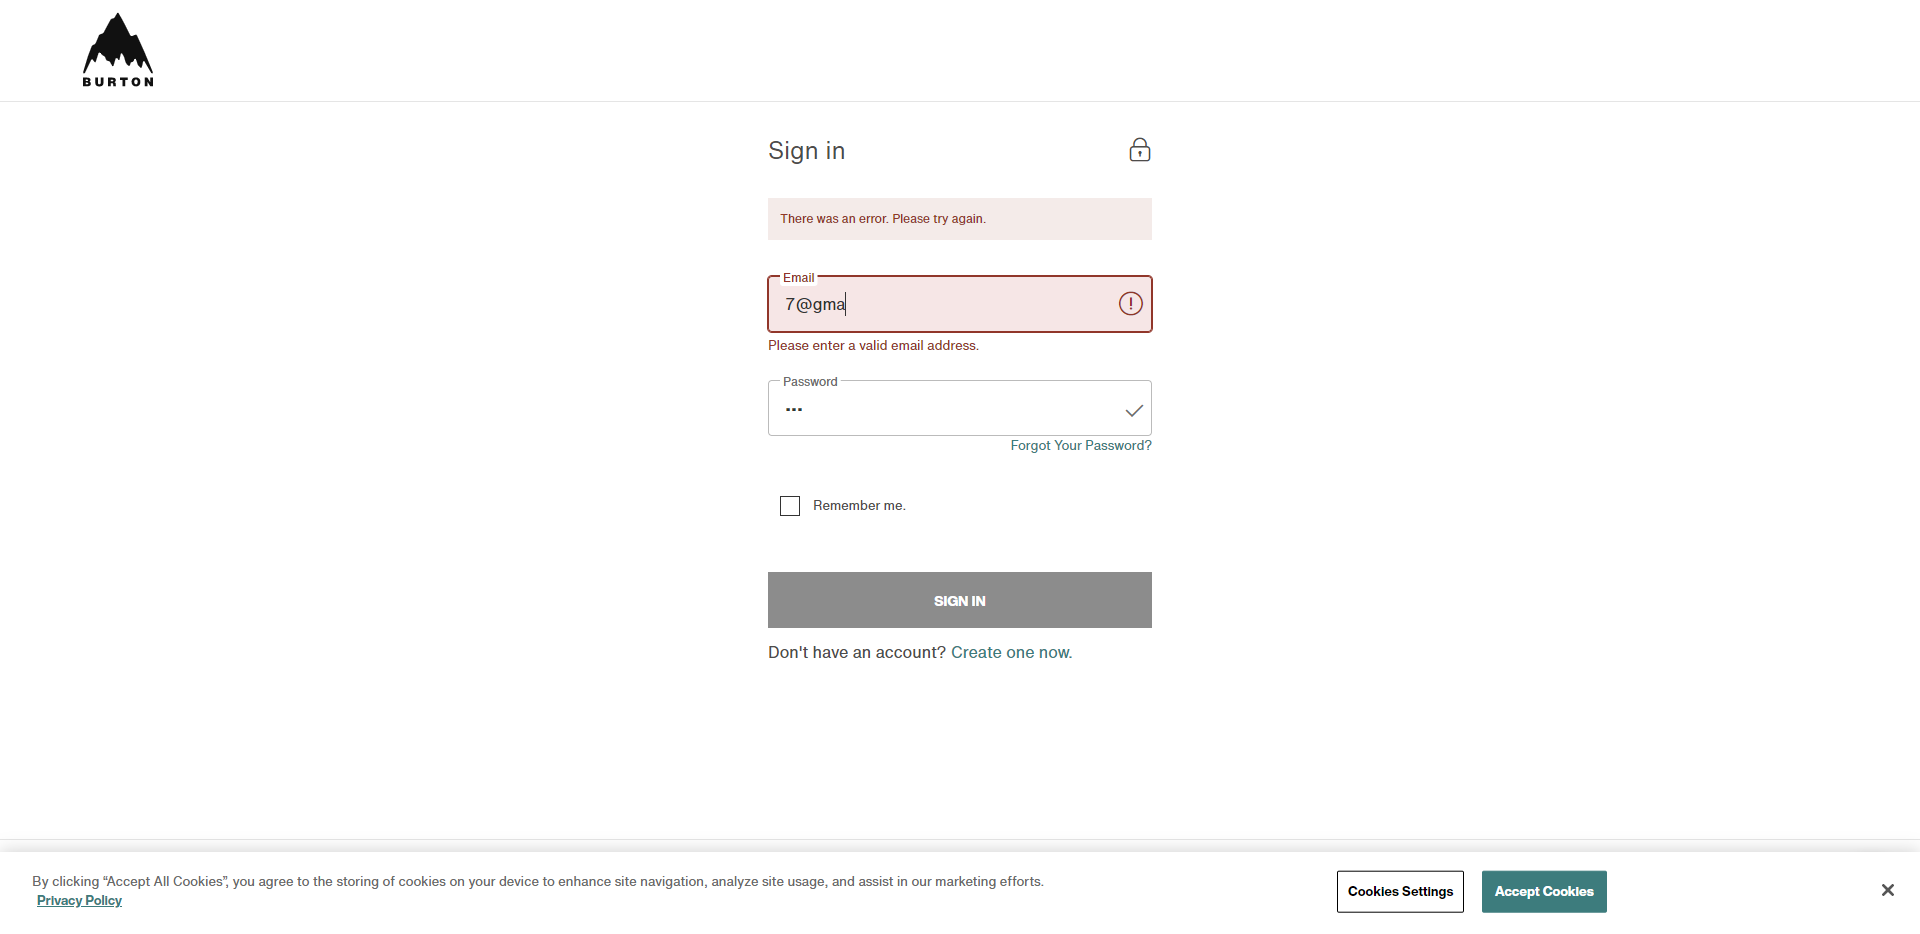 BURTON
Sign in
There was an error. Please try again.
Email
7@gma
Please enter a valid email address.
Password
Forgot Your Password?
Remember me.
SIGN IN
Don't have an account? Create one now.
By clicking “Accept All Cookies”, you agree to the storing of cookies on your device to enhance site navigation, analyze site usage, and assist in our marketing efforts.
Privacy Policy
Cookies Settings
Accept Cookies